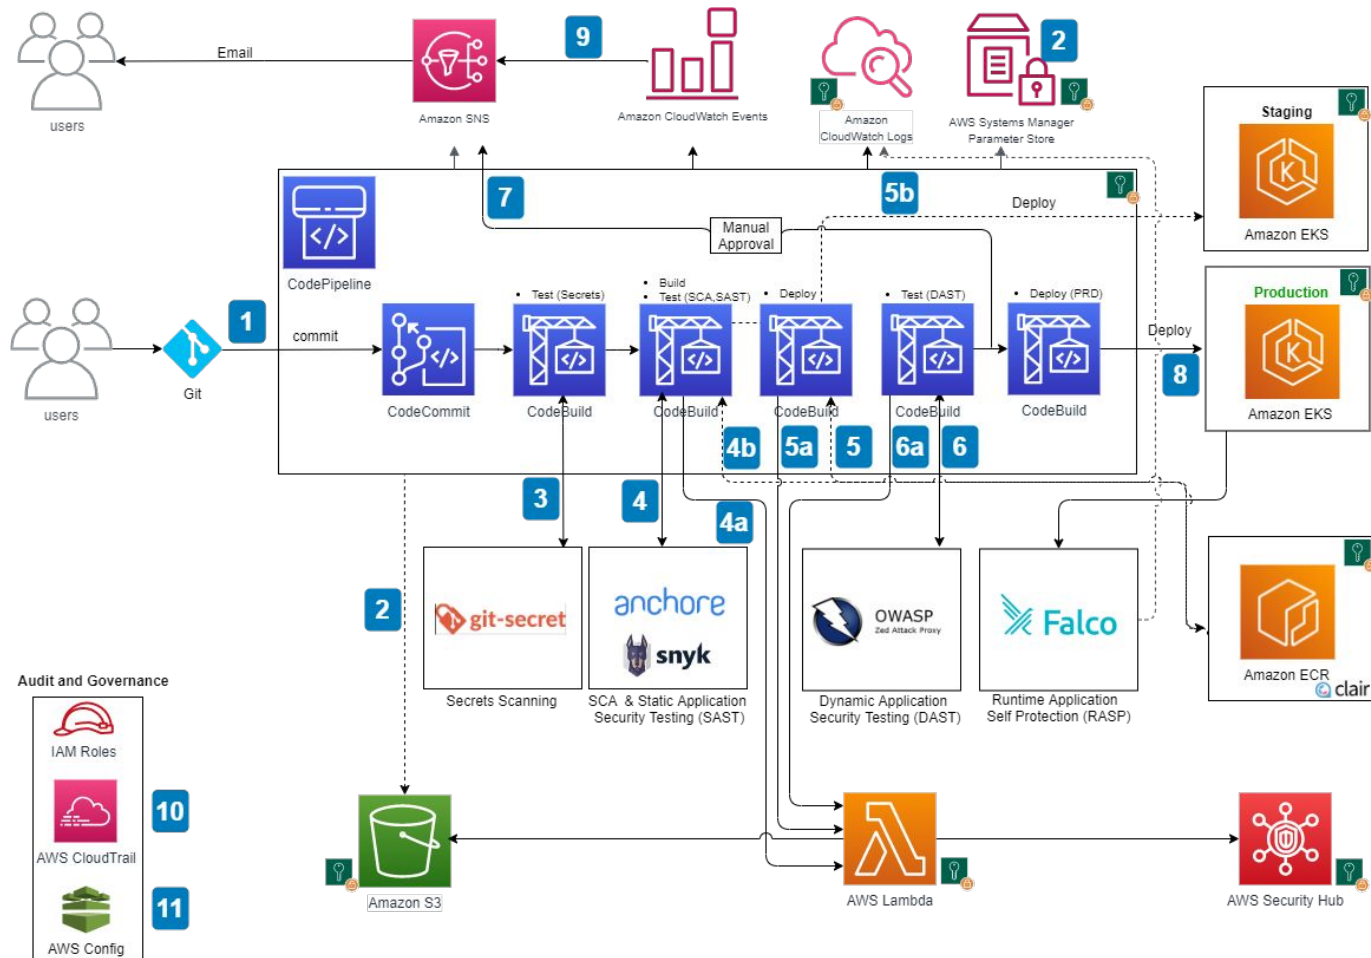 9
2
Email
users
Amazon SNS
Amazon CloudWatch Events
Amazon
CloudWatch Logs
AWS Systems Manager
Parameter Store
Staging
Amazon EKS
7
5b
Deploy
Manual
Approval
CodePipeline
1
commit
• Test (Secrets)
• Build
• Test (SCA,SAST)
• Deploy
• Test (DAST)
• Deploy (PRD)
Production
Deploy
8
Amazon EKS
users
Git
CodeCommit
CodeBuild
CodeBuild
CodeBuild
CodeBuild
CodeBuild
4b
5a
5
6a
6
3
4
4a
2
git-secret
Secrets Scanning
anchore
snyk
SCA & Static Application
Security Testing (SAST)
OWASP
Zed Attack Proxy
Dynamic Application
Security Testing (DAST)
Falco
Runtime Application
Self Protection (RASP)
Amazon ECR
clair
Audit and Governance
IAM Roles
10
AWS CloudTrail
11
AWS Config
Amazon S3
AWS Lambda
AWS Security Hub